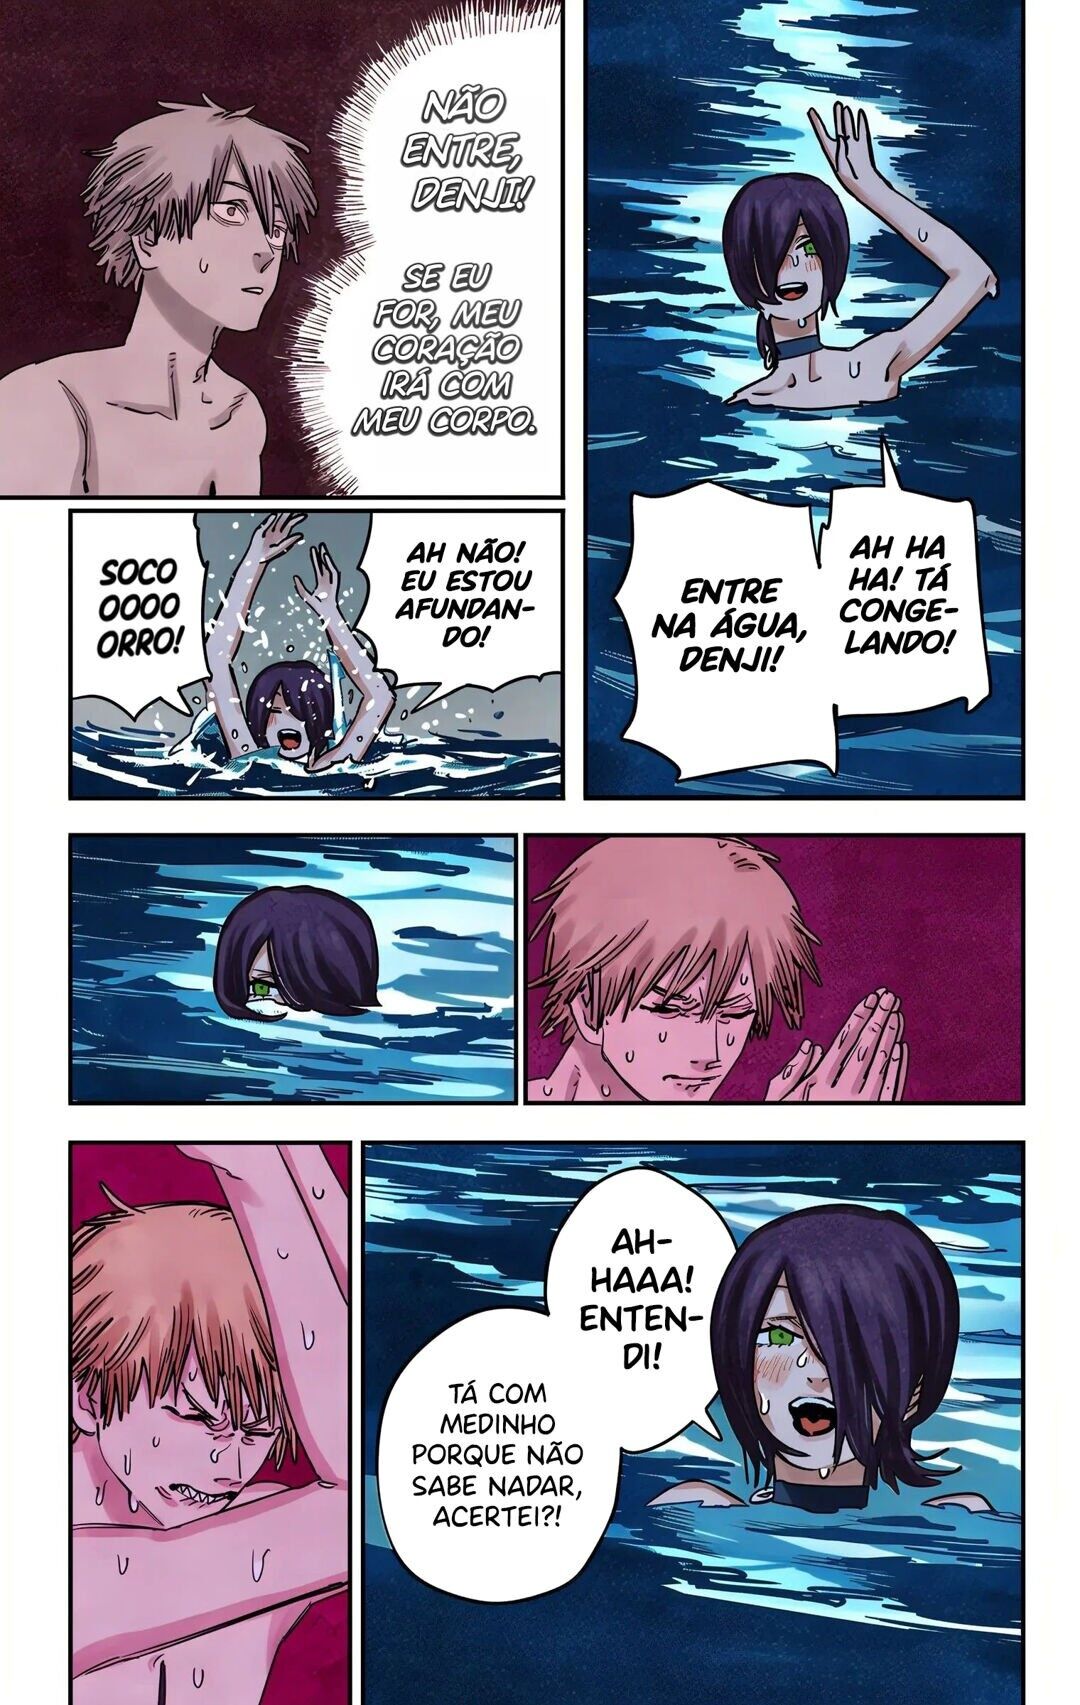 AH HA
HA! TÁ
CONGE-
LANDO!
ENTRE
NA ÁGUA,
DENJI!
NÃO
ENTRE,
DENJI!
SE EU
FOR, MEU
CORAÇÃO
IRÁ COM
MEU CORPO.
AH NÃO!
EU ESTOU
AFUNDAN-
DO!
SOCO
OOOO
ORRO!
AH-
HAAA!
ENTEN-
DI!
TÁ COM
MEDINHO
PORQUE NÃO
SABE NADAR,
ACERTEI?!